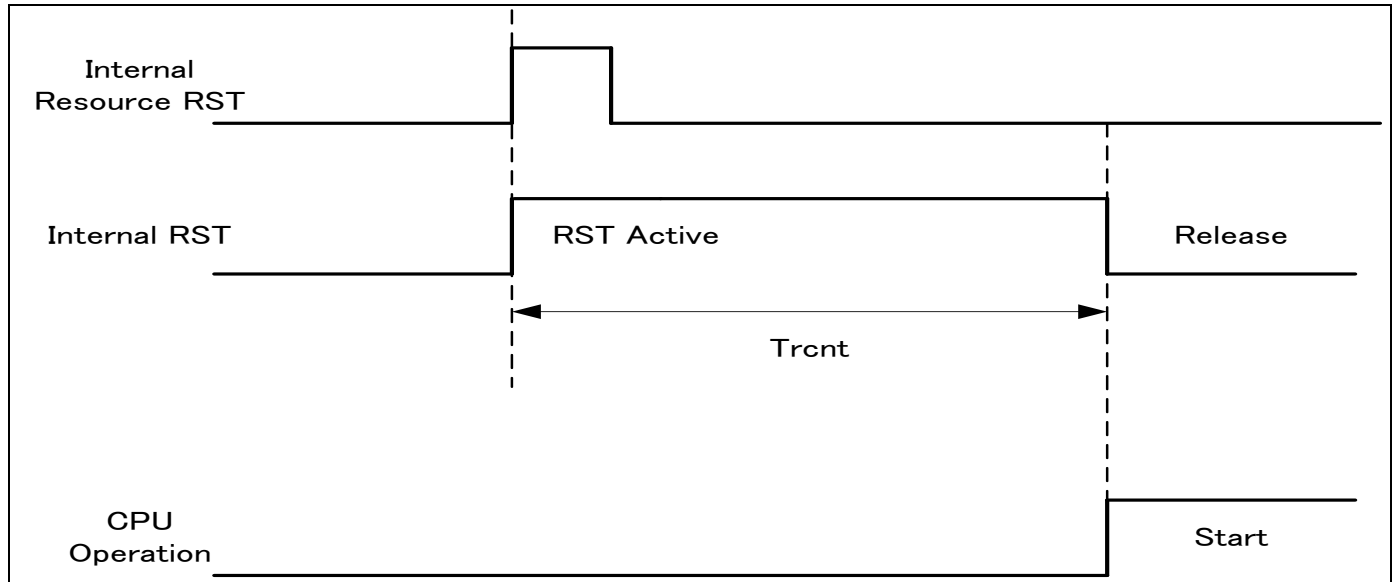 Internal
Resource RST
Internal RST
RST Active
Release
Trcnt
CPU
Operation
Start